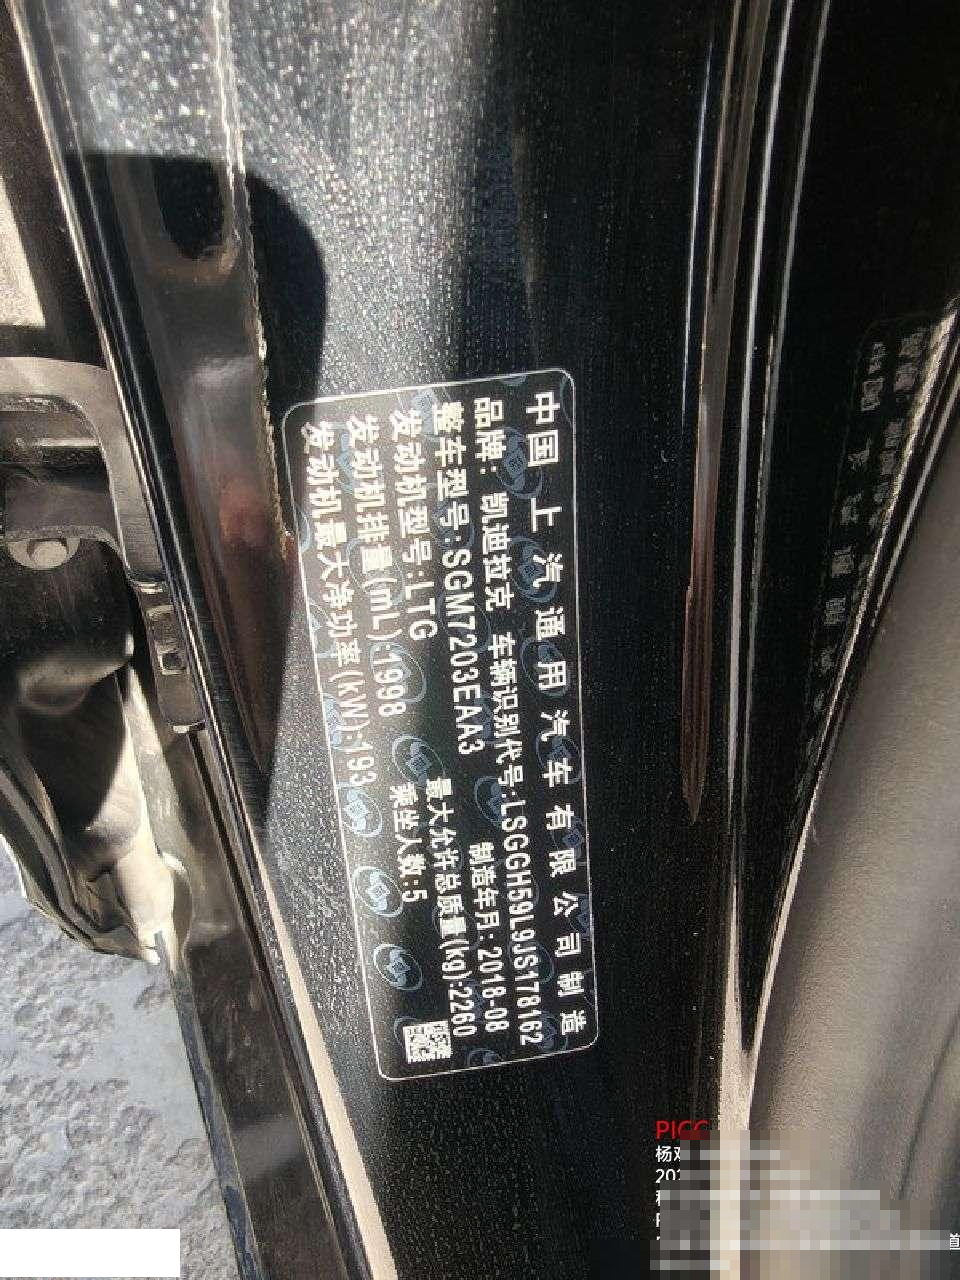 中国上汽通用汽车有限公司制造
品牌:凯迪拉克 车辆识别代号:LSGGH59L9JS178162
整车型号:SGM7203EAA3 制造年月:2018-08
发动机型号:LTG 最大允许总质量(kg):2260
发动机排量(mL):1998 乘坐人数:5
发动机最大净功率(kW):193
PICC
杨
202
道